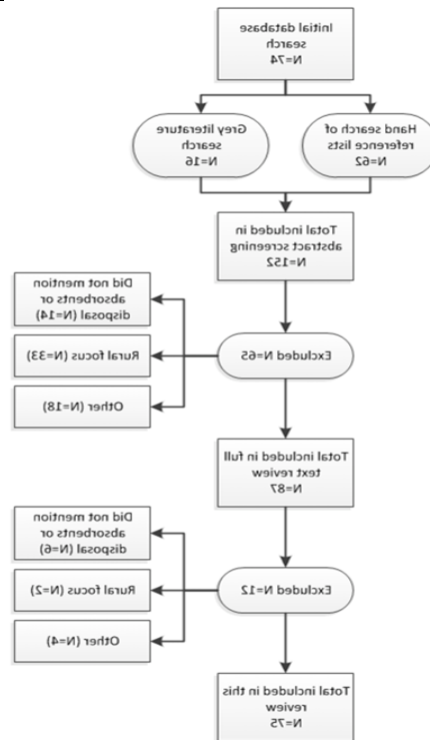 Initial database
search
N=74
Hand search of
reference lists
N=62
Grey literature
search
N=16
Total included in
abstract screening
N=152
Excluded N=65
Did not mention
absorbents or
disposal (N=14)
Rural focus (N=33)
Other (N=18)
Total included in full
text review
N=87
Excluded N=12
Did not mention
absorbents or
disposal (N=6)
Rural focus (N=2)
Other (N=4)
Total included in this
review
N=75